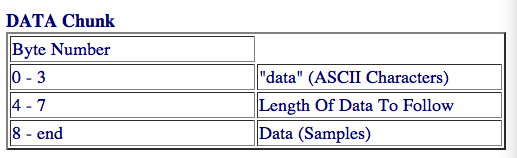 DATA Chunk
Byte Number
0 - 3 "data" (ASCII Characters)
4 - 7 Length Of Data To Follow
8 - end Data (Samples)